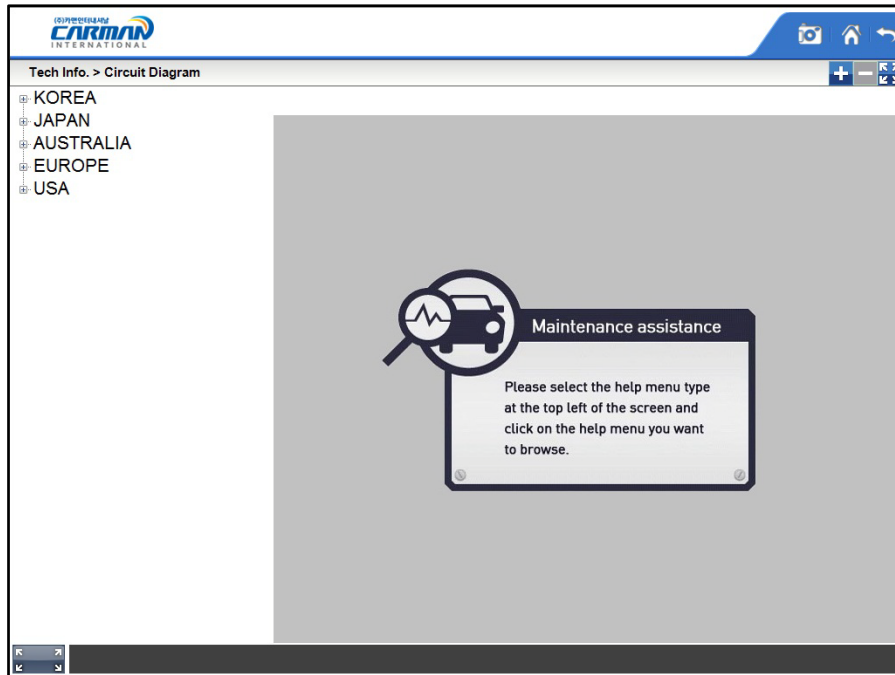 (주)카맨인터내셔날
CARMAN
INTERNATIONAL
Tech Info. > Circuit Diagram
KOREA
JAPAN
AUSTRALIA
EUROPE
USA
Maintenance assistance
Please select the help menu type
at the top left of the screen and
click on the help menu you want
to browse.